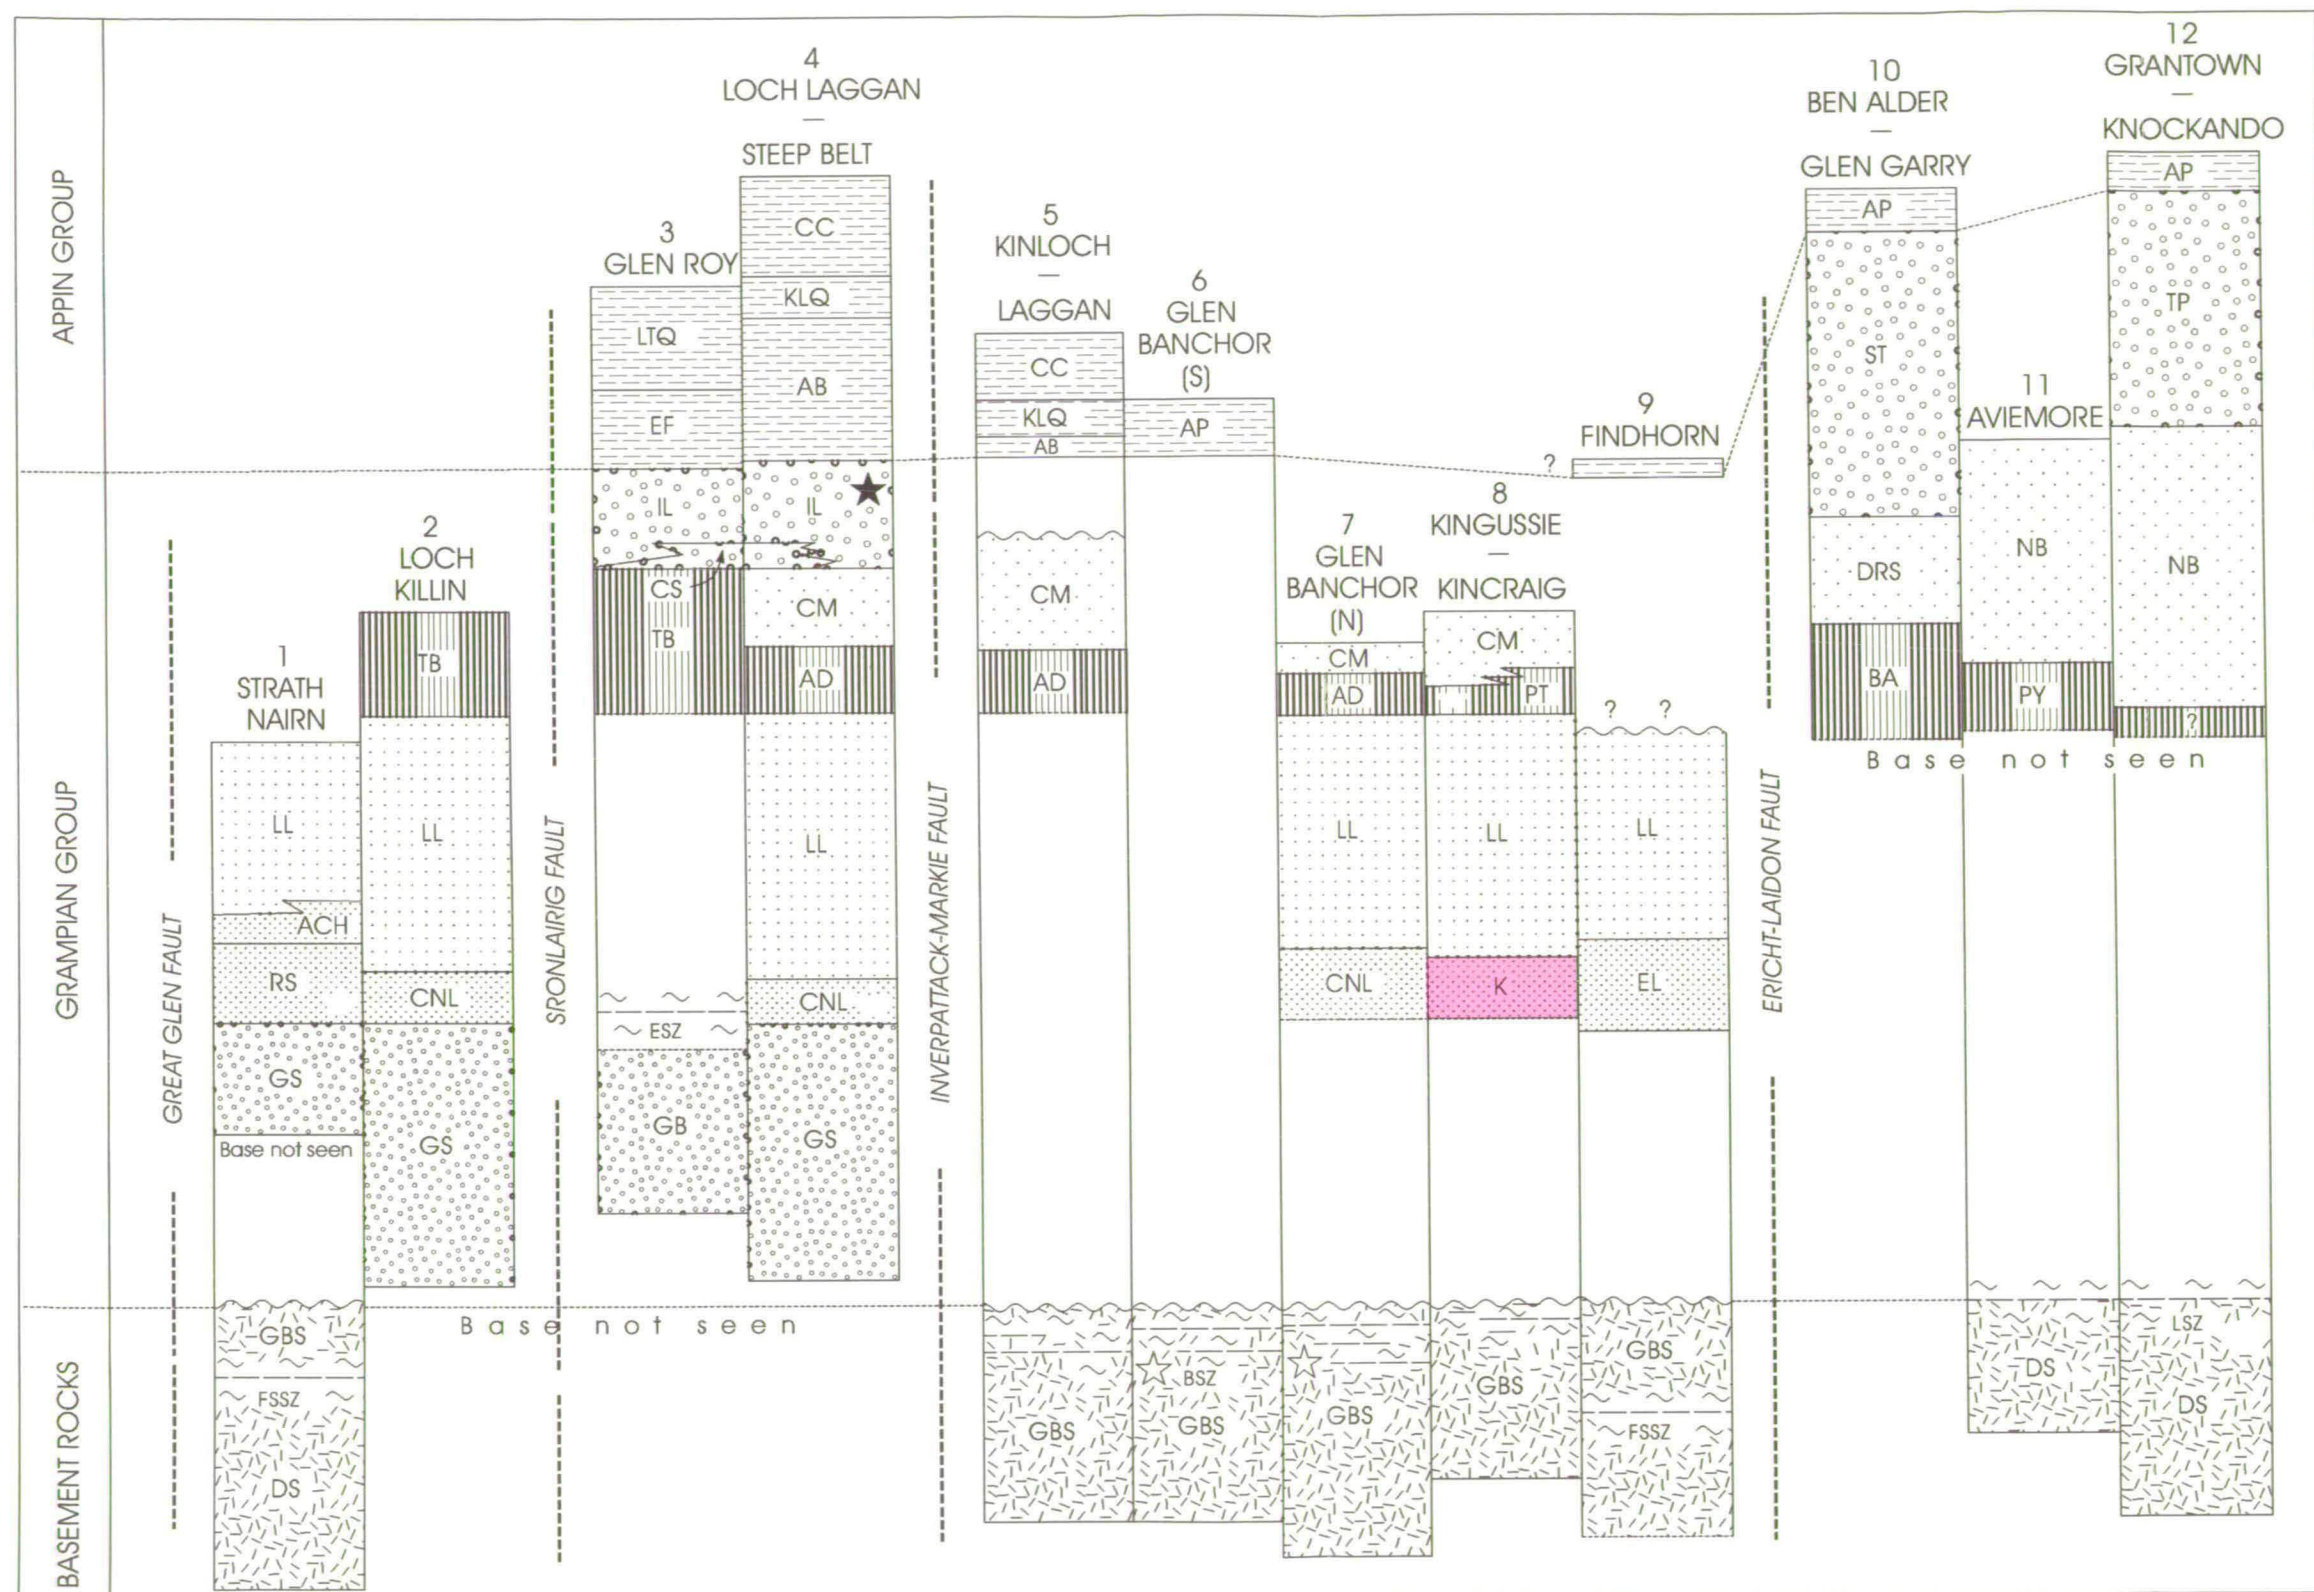 APPIN GROUP
GRAMPIAN GROUP
BASEMENT ROCKS
1
STRATH
NAIRN
LL
ACH
RS
GS
Base not seen
GBS
FSSZ
DS
GREAT GLEN FAULT
2
LOCH
KILLIN
TB
LL
CNL
GS
SRONLAIRIG FAULT
3
GLEN ROY
LTQ
EF
IL
CS
TB
ESZ
GB
4
LOCH LAGGAN
—
STEEP BELT
CC
KLQ
AB
IL
CM
AD
LL
CNL
GS
Base not seen
INVERPATTACK-MARKIE FAULT
5
KINLOCH
—
LAGGAN
CC
KLQ
AB
CM
AD
GBS
6
GLEN
BANCHOR
(S)
AP
BSZ
GBS
7
GLEN
BANCHOR
(N)
CM
AD
LL
CNL
GBS
8
KINGUSSIE
—
KINCRAIG
CM
PT
LL
K
GBS
9
FINDHORN
?
? ?
LL
EL
GBS
FSSZ
ERICHT-LAIDON FAULT
10
BEN ALDER
—
GLEN GARRY
AP
ST
DRS
BA
11
AVIEMORE
NB
PY
DS
12
GRANTOWN
—
KNOCKANDO
AP
TP
NB
?
Base not seen
LSZ
DS